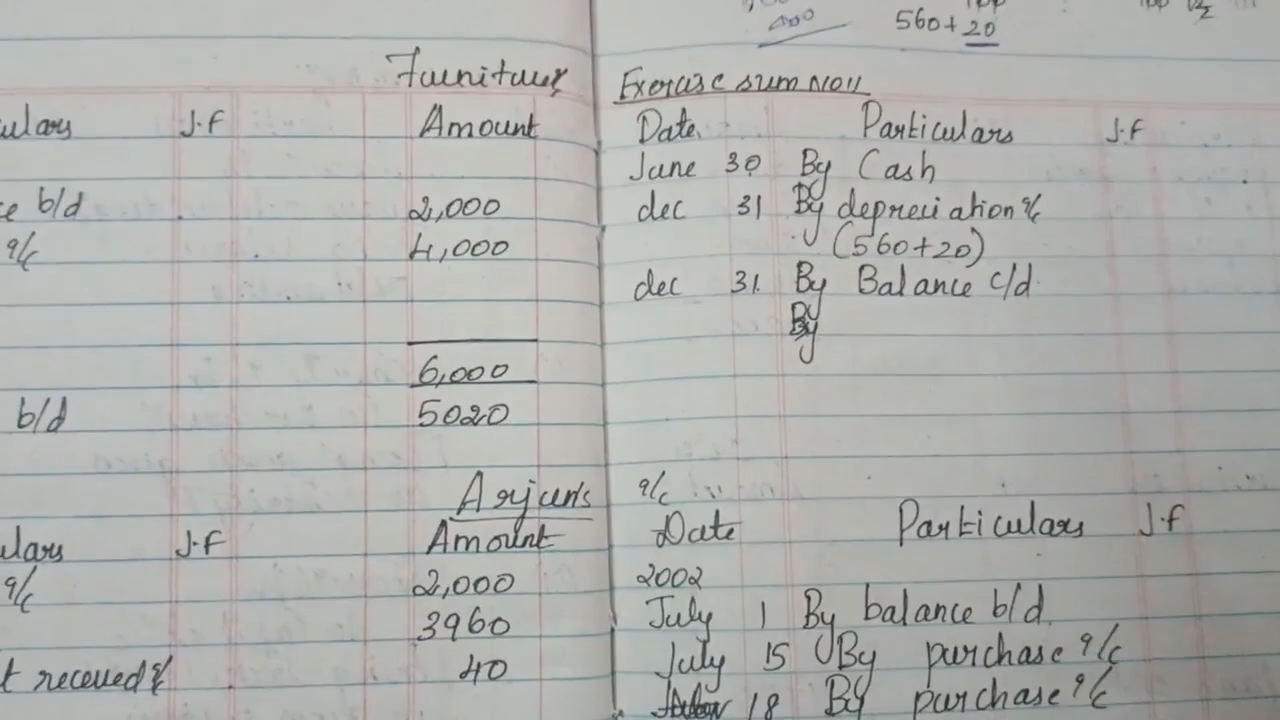 560+20
Furniture Exercise sum no 11
ulars J.F Amount Date Particulars J.F
June 30 By Cash
ce b/d 2,000 dec 31 By depreciation a/c
a/c 4,000 (560+20)
dec 31. By Balance c/d.
By
6,000
b/d 5020
Arjun's a/c
ulars J.F Amount Date Particulars J.F
a/c 2,000 2002
3960 July 1 By balance b/d.
t received a/c 40 July 15 By purchase a/c
18 By purchase a/c